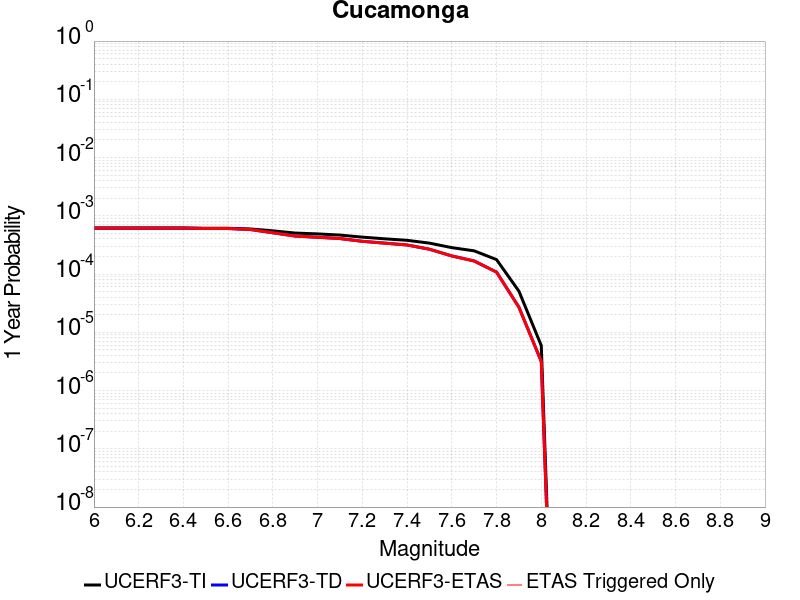 Cucamonga
10^0
10^-1
10^-2
10^-3
10^-4
10^-5
10^-6
10^-7
10^-8
1 Year Probability
6 6.2 6.4 6.6 6.8 7 7.2 7.4 7.6 7.8 8 8.2 8.4 8.6 8.8 9
Magnitude
UCERF3-TI UCERF3-TD UCERF3-ETAS ETAS Triggered Only